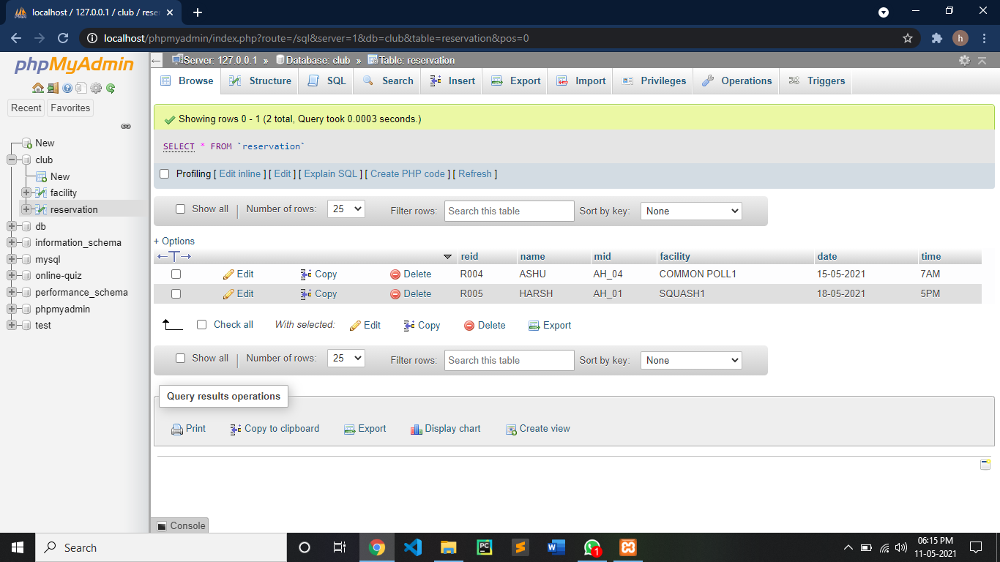 localhost / 127.0.0.1 / club / rese
localhost/phpmyadmin/index.php?route=/sql&server=1&db=club&table=reservation&pos=0
h
phpMyAdmin
Recent Favorites
New
club
New
facility
reservation
db
information_schema
mysql
online-quiz
performance_schema
phpmyadmin
test
Server: 127.0.0.1 » Database: club » Table: reservation
Browse Structure SQL Search Insert Export Import Privileges Operations Triggers
Showing rows 0 - 1 (2 total, Query took 0.0003 seconds.)
SELECT * FROM `reservation`
Profiling [ Edit inline ] [ Edit ] [ Explain SQL ] [ Create PHP code ] [ Refresh ]
Show all | Number of rows: 25 Filter rows: Search this table Sort by key: None
+ Options
←T→ reid name mid facility date time
Edit Copy Delete R004 ASHU AH_04 COMMON POLL1 15-05-2021 7AM
Edit Copy Delete R005 HARSH AH_01 SQUASH1 18-05-2021 5PM
Check all With selected: Edit Copy Delete Export
Show all | Number of rows: 25 Filter rows: Search this table Sort by key: None
Query results operations
Print Copy to clipboard Export Display chart Create view
Console
Search
PC
1
06:15 PM
11-05-2021